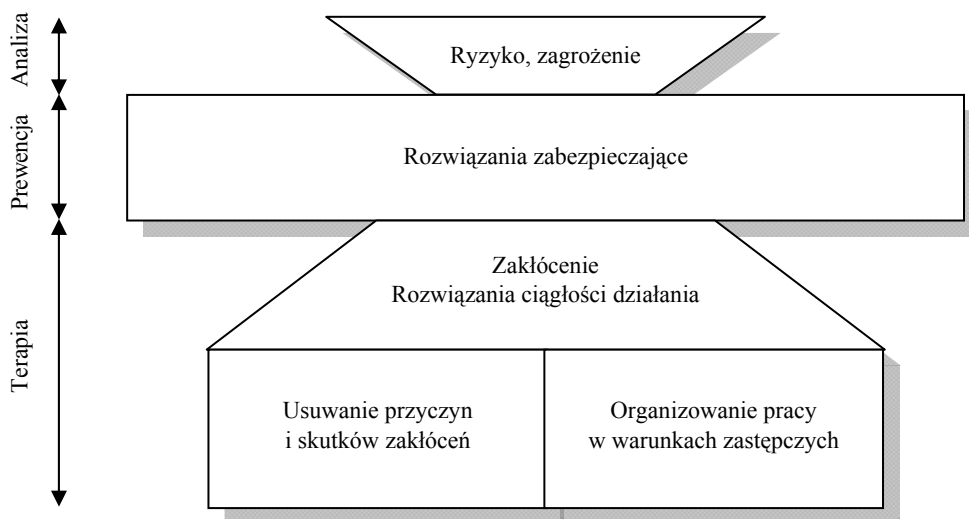 Analiza
Ryzyko, zagrożenie
Prewencja
Rozwiązania zabezpieczające
Terapia
Zakłócenie
Rozwiązania ciągłości działania
Usuwanie przyczyn
i skutków zakłóceń
Organizowanie pracy
w warunkach zastępczych